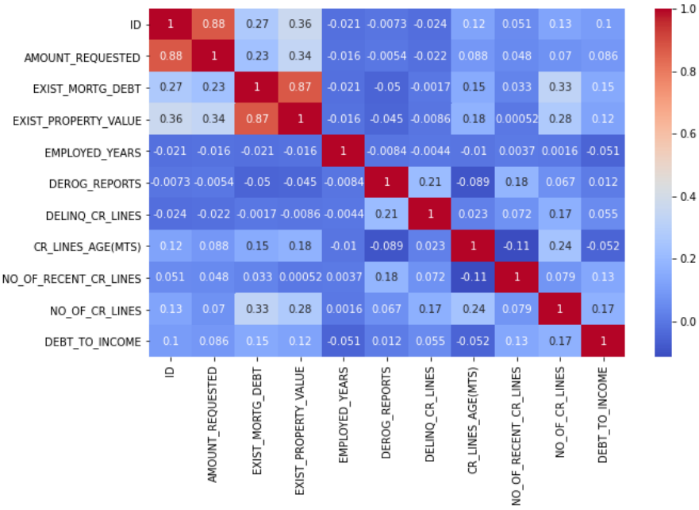 ID 1 0.88 0.27 0.36 -0.021 -0.0073 -0.024 0.12 0.051 0.13 0.1
AMOUNT_REQUESTED 0.88 1 0.23 0.34 -0.016 -0.0054 -0.022 0.088 0.048 0.07 0.086
EXIST_MORTG_DEBT 0.27 0.23 1 0.87 -0.021 -0.05 -0.0017 0.15 0.033 0.33 0.15
EXIST_PROPERTY_VALUE 0.36 0.34 0.87 1 -0.016 -0.045 -0.0086 0.18 0.00052 0.28 0.12
EMPLOYED_YEARS -0.021 -0.016 -0.021 -0.016 1 -0.0084 -0.0044 -0.01 0.0037 0.0016 -0.051
DEROG_REPORTS -0.0073 -0.0054 -0.05 -0.045 -0.0084 1 0.21 -0.089 0.18 0.067 0.012
DELINQ_CR_LINES -0.024 -0.022 -0.0017 -0.0086 -0.0044 0.21 1 0.023 0.072 0.17 0.055
CR_LINES_AGE(MTS) 0.12 0.088 0.15 0.18 -0.01 -0.089 0.023 1 -0.11 0.24 -0.052
NO_OF_RECENT_CR_LINES 0.051 0.048 0.033 0.00052 0.0037 0.18 0.072 -0.11 1 0.079 0.13
NO_OF_CR_LINES 0.13 0.07 0.33 0.28 0.0016 0.067 0.17 0.24 0.079 1 0.17
DEBT_TO_INCOME 0.1 0.086 0.15 0.12 -0.051 0.012 0.055 -0.052 0.13 0.17 1
ID
AMOUNT_REQUESTED
EXIST_MORTG_DEBT
EXIST_PROPERTY_VALUE
EMPLOYED_YEARS
DEROG_REPORTS
DELINQ_CR_LINES
CR_LINES_AGE(MTS)
NO_OF_RECENT_CR_LINES
NO_OF_CR_LINES
DEBT_TO_INCOME
1.0
0.8
0.6
0.4
0.2
0.0